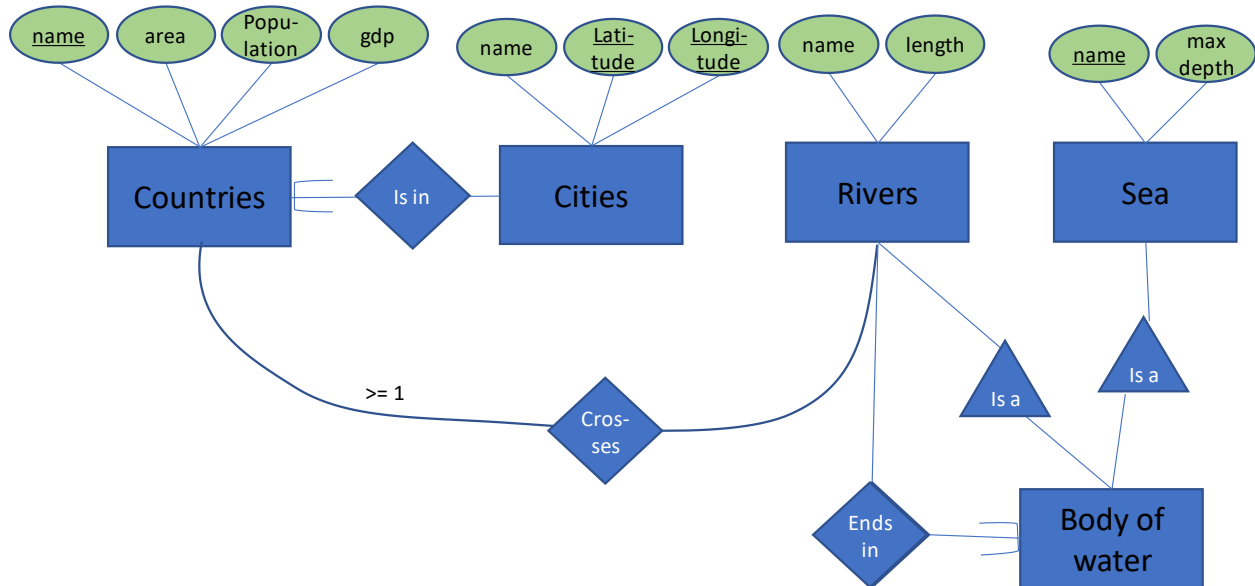 name
area
Popu-
lation
gdp
name
Lati-
tude
Longi-
tude
name
length
name
max
depth
Countries
Is in
Cities
Rivers
Sea
>= 1
Cros-
ses
Is a
Is a
Ends
in
Body of
water